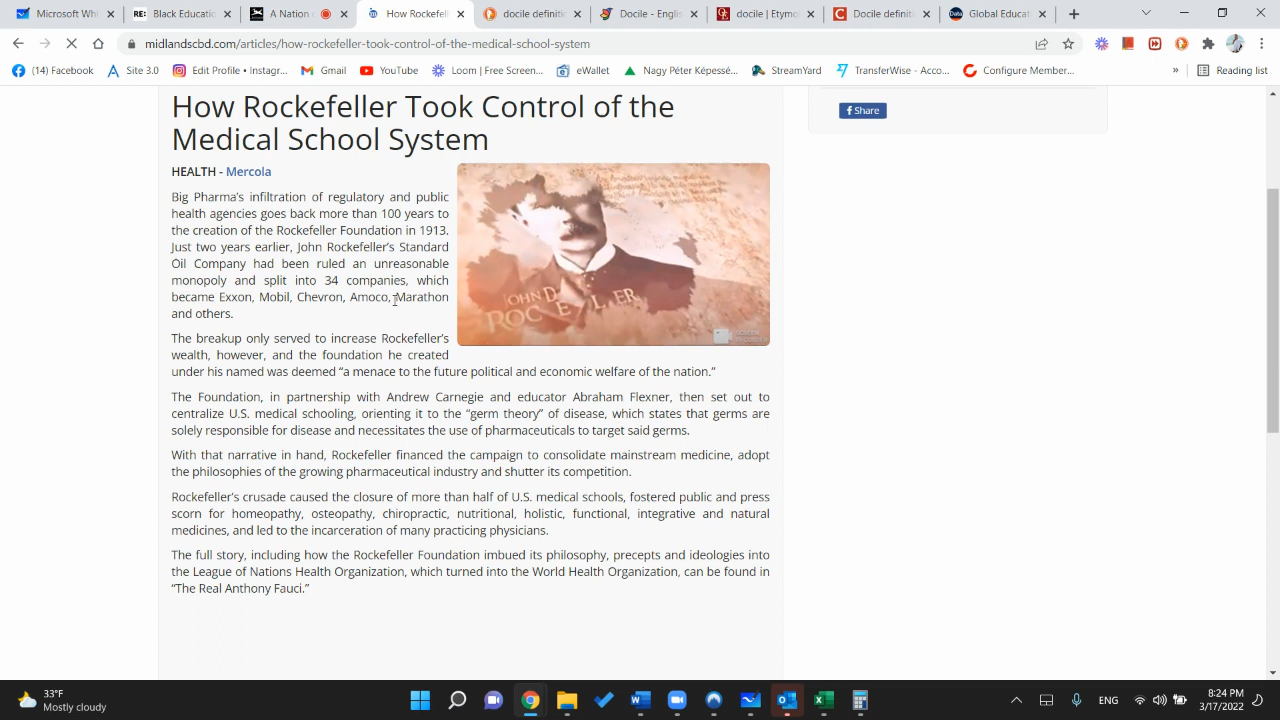 Microsoft Wh
RE: Black Educatio
A Nation
How Rockefell
docile definiti
Docile - Englis
docile | Etymo
Docile definiti
Global Educat
midlandscbd.com/articles/how-rockefeller-took-control-of-the-medical-school-system
(14) Facebook
Site 3.0
Edit Profile • Instagr...
Gmail
YouTube
Loom | Free Screen...
eWallet
Nagy Péter Képessé...
StreamYard
TransferWise - Acco...
Configure Member...
»
Reading list
How Rockefeller Took Control of the
Medical School System
Share
HEALTH - Mercola
Big Pharma's infiltration of regulatory and public
health agencies goes back more than 100 years to
the creation of the Rockefeller Foundation in 1913.
Just two years earlier, John Rockefeller's Standard
Oil Company had been ruled an unreasonable
monopoly and split into 34 companies, which
became Exxon, Mobil, Chevron, Amoco, Marathon
and others.
JOHN D.
ROCKEFELLER
The breakup only served to increase Rockefeller's
wealth, however, and the foundation he created
under his named was deemed “a menace to the future political and economic welfare of the nation.”
The Foundation, in partnership with Andrew Carnegie and educator Abraham Flexner, then set out to
centralize U.S. medical schooling, orienting it to the “germ theory” of disease, which states that germs are
solely responsible for disease and necessitates the use of pharmaceuticals to target said germs.
With that narrative in hand, Rockefeller financed the campaign to consolidate mainstream medicine, adopt
the philosophies of the growing pharmaceutical industry and shutter its competition.
Rockefeller's crusade caused the closure of more than half of U.S. medical schools, fostered public and press
scorn for homeopathy, osteopathy, chiropractic, nutritional, holistic, functional, integrative and natural
medicines, and led to the incarceration of many practicing physicians.
The full story, including how the Rockefeller Foundation imbued its philosophy, precepts and ideologies into
the League of Nations Health Organization, which turned into the World Health Organization, can be found in
“The Real Anthony Fauci.”
33°F
Mostly cloudy
ENG
8:24 PM
3/17/2022